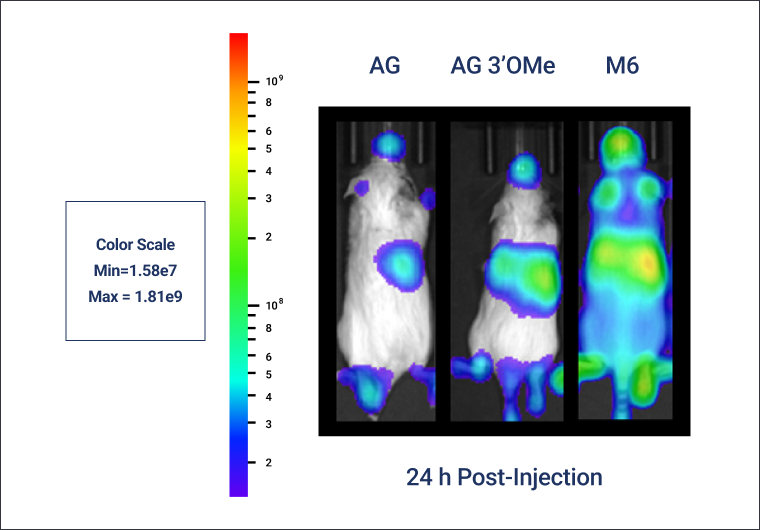 AG
AG 3’OMe
M6
10⁹
8
6
5
4
3
2
10⁸
8
6
5
4
3
2
Color Scale
Min=1.58e7
Max = 1.81e9
24 h Post-Injection